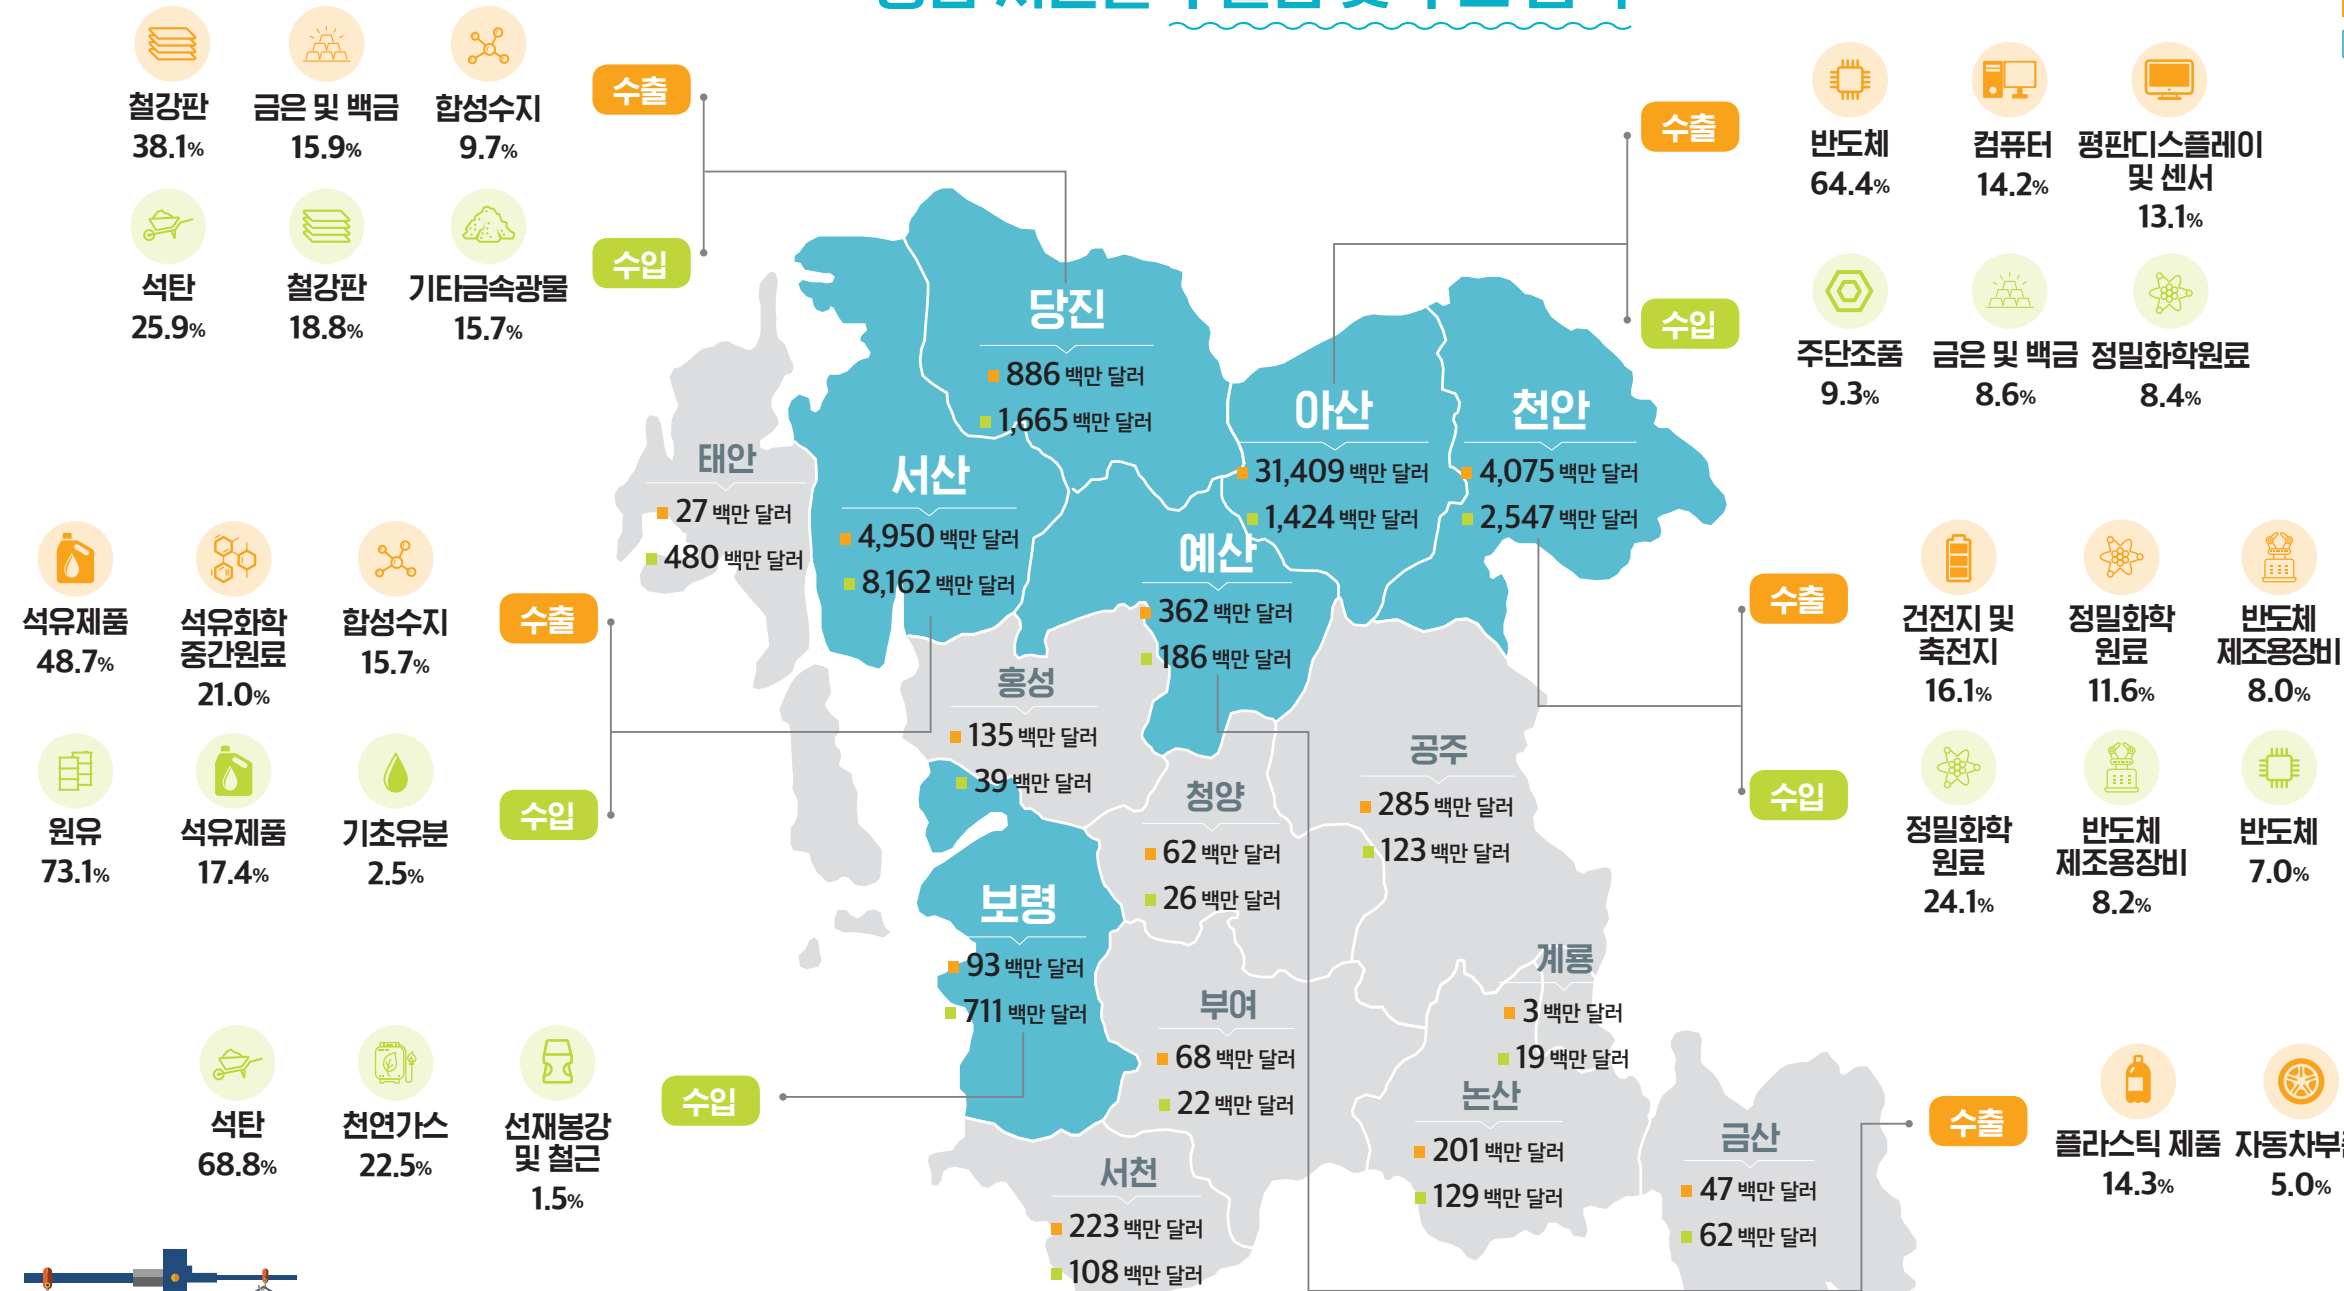 철강판
38.1%
금은 및 백금
15.9%
합성수지
9.7%
수출
석탄
25.9%
철강판
18.8%
기타금속광물
15.7%
수입
수출
반도체
64.4%
컴퓨터
14.2%
평판디스플레이
및 센서
13.1%
수입
주단조품
9.3%
금은 및 백금
8.6%
정밀화학원료
8.4%
당진
886 백만 달러
1,665 백만 달러
아산
31,409 백만 달러
1,424 백만 달러
천안
4,075 백만 달러
2,547 백만 달러
태안
27 백만 달러
480 백만 달러
서산
4,950 백만 달러
8,162 백만 달러
예산
362 백만 달러
186 백만 달러
석유제품
48.7%
석유화학
중간원료
21.0%
합성수지
15.7%
수출
원유
73.1%
석유제품
17.4%
기초유분
2.5%
수입
수출
건전지 및
축전지
16.1%
정밀화학
원료
11.6%
반도체
제조용장비
8.0%
수입
정밀화학
원료
24.1%
반도체
제조용장비
8.2%
반도체
7.0%
홍성
135 백만 달러
39 백만 달러
청양
62 백만 달러
26 백만 달러
공주
285 백만 달러
123 백만 달러
보령
93 백만 달러
711 백만 달러
부여
68 백만 달러
22 백만 달러
계룡
3 백만 달러
19 백만 달러
논산
201 백만 달러
129 백만 달러
금산
47 백만 달러
62 백만 달러
서천
223 백만 달러
108 백만 달러
석탄
68.8%
천연가스
22.5%
선재봉강
및 철근
1.5%
수입
수출
플라스틱 제품
14.3%
5.0%